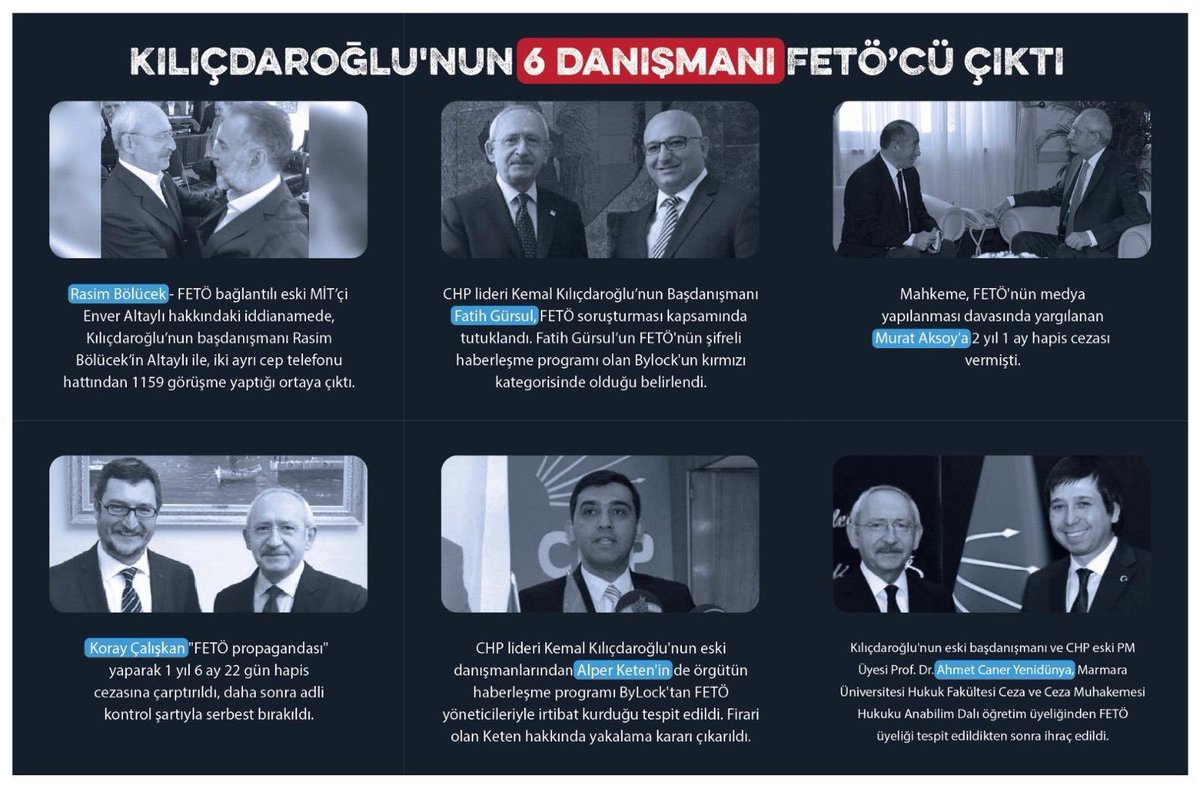 KILIÇDAROĞLU'NUN 6 DANIŞMANI FETÖ’CÜ ÇIKTI
Rasim Bölücek - FETÖ bağlantılı eski MİT’çi
Enver Altaylı hakkındaki iddianamede,
Kılıçdaroğlu’nun başdanışmanı Rasim
Bölücek’in Altaylı ile, iki ayrı cep telefonu
hattından 1159 görüşme yaptığı ortaya çıktı.
CHP lideri Kemal Kılıçdaroğlu’nun Başdanışmanı
Fatih Gürsul, FETÖ soruşturması kapsamında
tutuklandı. Fatih Gürsul'un FETÖ'nün şifreli
haberleşme programı olan Bylock'un kırmızı
kategorisinde olduğu belirlendi.
Mahkeme, FETÖ'nün medya
yapılanması davasında yargılanan
Murat Aksoy'a 2 yıl 1 ay hapis cezası
vermişti.
CHP
Koray Çalışkan "FETÖ propagandası"
yaparak 1 yıl 6 ay 22 gün hapis
cezasına çarptırıldı, daha sonra adli
kontrol şartıyla serbest bırakıldı.
CHP lideri Kemal Kılıçdaroğlu'nun eski
danışmanlarından Alper Keten'in de örgütün
haberleşme programı ByLock'tan FETÖ
yöneticileriyle irtibat kurduğu tespit edildi. Firari
olan Keten hakkında yakalama kararı çıkarıldı.
Kılıçdaroğlu'nun eski başdanışmanı ve CHP eski PM
Üyesi Prof. Dr. Ahmet Caner Yenidünya, Marmara
Üniversitesi Hukuk Fakültesi Ceza ve Ceza Muhakemesi
Hukuku Anabilim Dalı öğretim üyeliğinden FETÖ
üyeliği tespit edildikten sonra ihraç edildi.